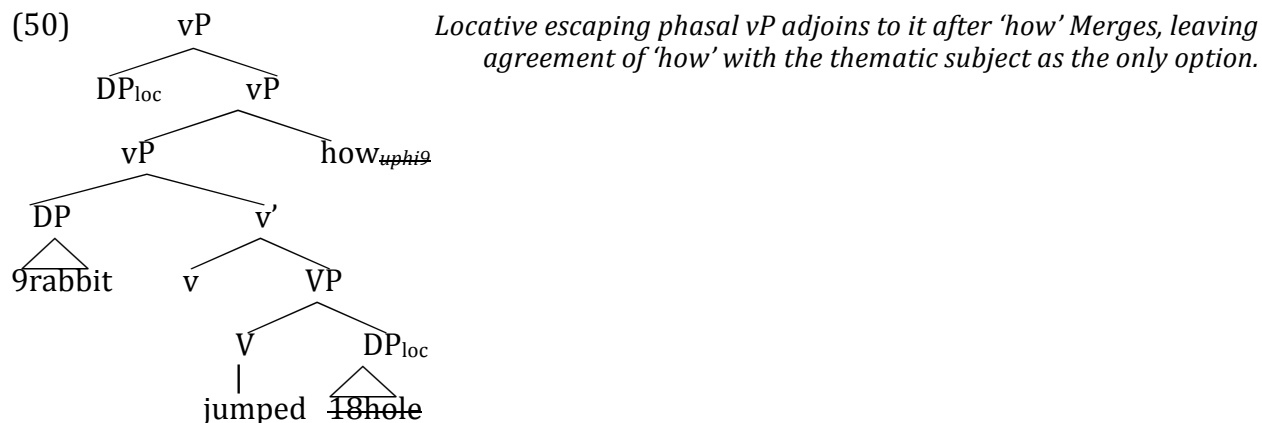 (50) vP Locative escaping phasal vP adjoins to it after ‘how’ Merges, leaving
agreement of ‘how’ with the thematic subject as the only option.
DPloc vP
vP howuphi9
DP v’
9rabbit v VP
V DPloc
jumped 18hole